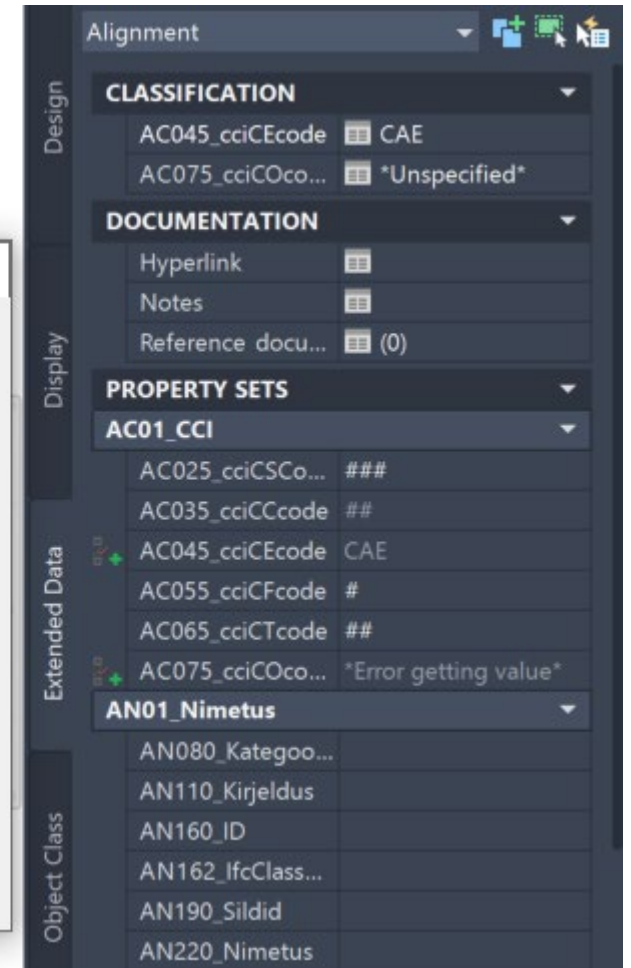 Alignment
Design
CLASSIFICATION
AC045_cciCEcode CAE
AC075_cciCOco... *Unspecified*
DOCUMENTATION
Hyperlink
Notes
Display
Reference docu... (0)
PROPERTY SETS
AC01_CCI
AC025_cciCSCo... ###
AC035_cciCCcode ##
Extended Data
AC045_cciCEcode CAE
AC055_cciCFcode #
AC065_cciCTcode ##
AC075_cciCOco... *Error getting value*
AN01_Nimetus
AN080_Kategoo...
AN110_Kirjeldus
AN160_ID
Object Class
AN162_IfcClass...
AN190_Sildid
AN220_Nimetus